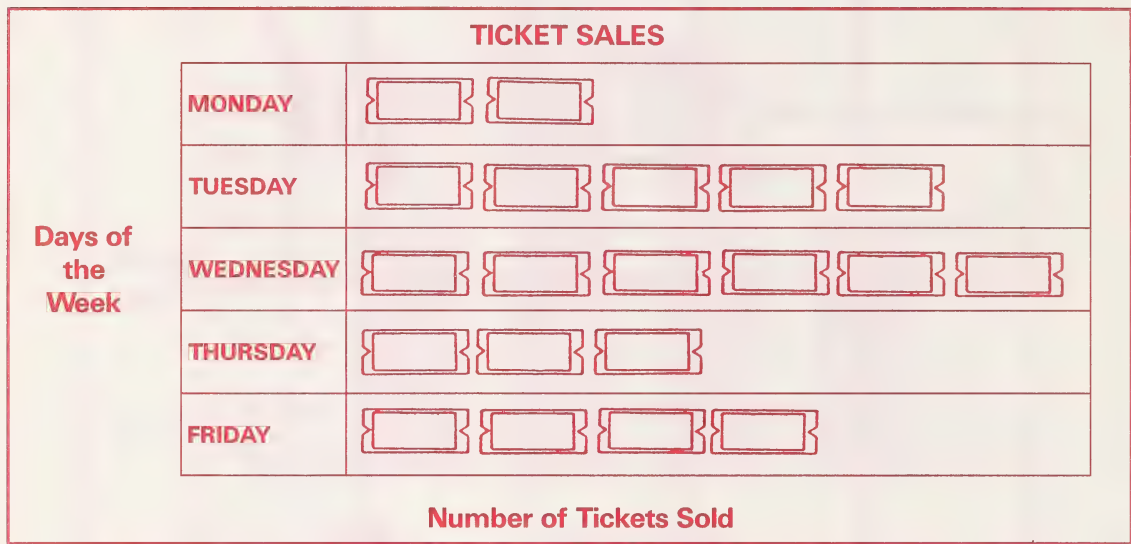 TICKET SALES
MONDAY
TUESDAY
Days of
the
Week
WEDNESDAY
THURSDAY
FRIDAY
Number of Tickets Sold